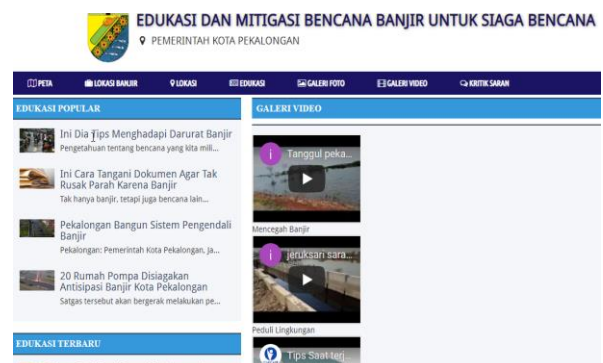 EDUKASI DAN MITIGASI BENCANA BANJIR UNTUK SIAGA BENCANA
PEMERINTAH KOTA PEKALONGAN
PETA LOKASI BANJIR LOKASI EDUKASI GALERI FOTO GALERI VIDEO KRITIK SARAN
EDUKASI POPULAR
Ini Dia Tips Menghadapi Darurat Banjir
Pengetahuan tentang bencana yang kita mili...
Ini Cara Tangani Dokumen Agar Tak
Rusak Parah Karena
Banjir
Tak hanya banjir, tetapi juga bencana lain...
Pekalongan Bangun Sistem Pengendali
Banjir
Pekalongan: Pemerintah Kota Pekalongan, Ja...
20 Rumah Pompa Disiagakan
Antisipasi Banjir Kota Pekalongan
Satgas tersebut akan bergerak melakukan pe...
EDUKASI TERBARU
GALERI VIDEO
i Tanggul peka...
Mencegah Banjir
i jeruksari sara...
Peduli Lingkungan
Tips Saat terj...